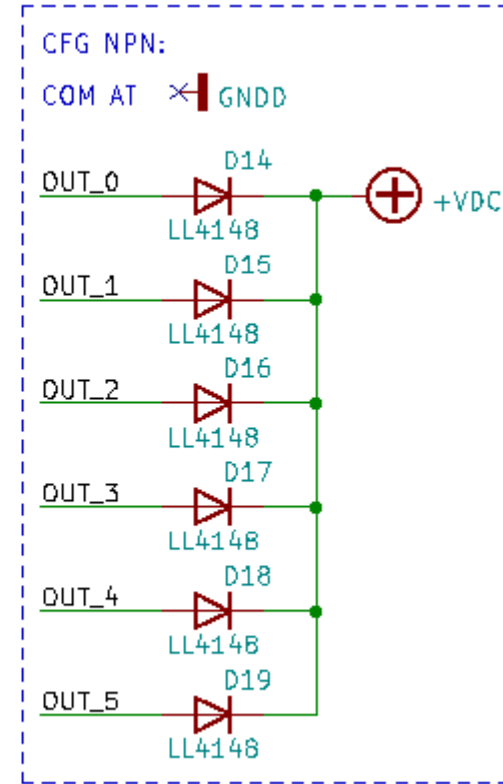 CFG NPN:
COM AT GNDD
D14
OUT_0
+VDC
LL4148
D15
OUT_1
LL4148
D16
OUT_2
LL4148
D17
OUT_3
LL4148
D18
OUT_4
LL4148
D19
OUT_5
LL4148